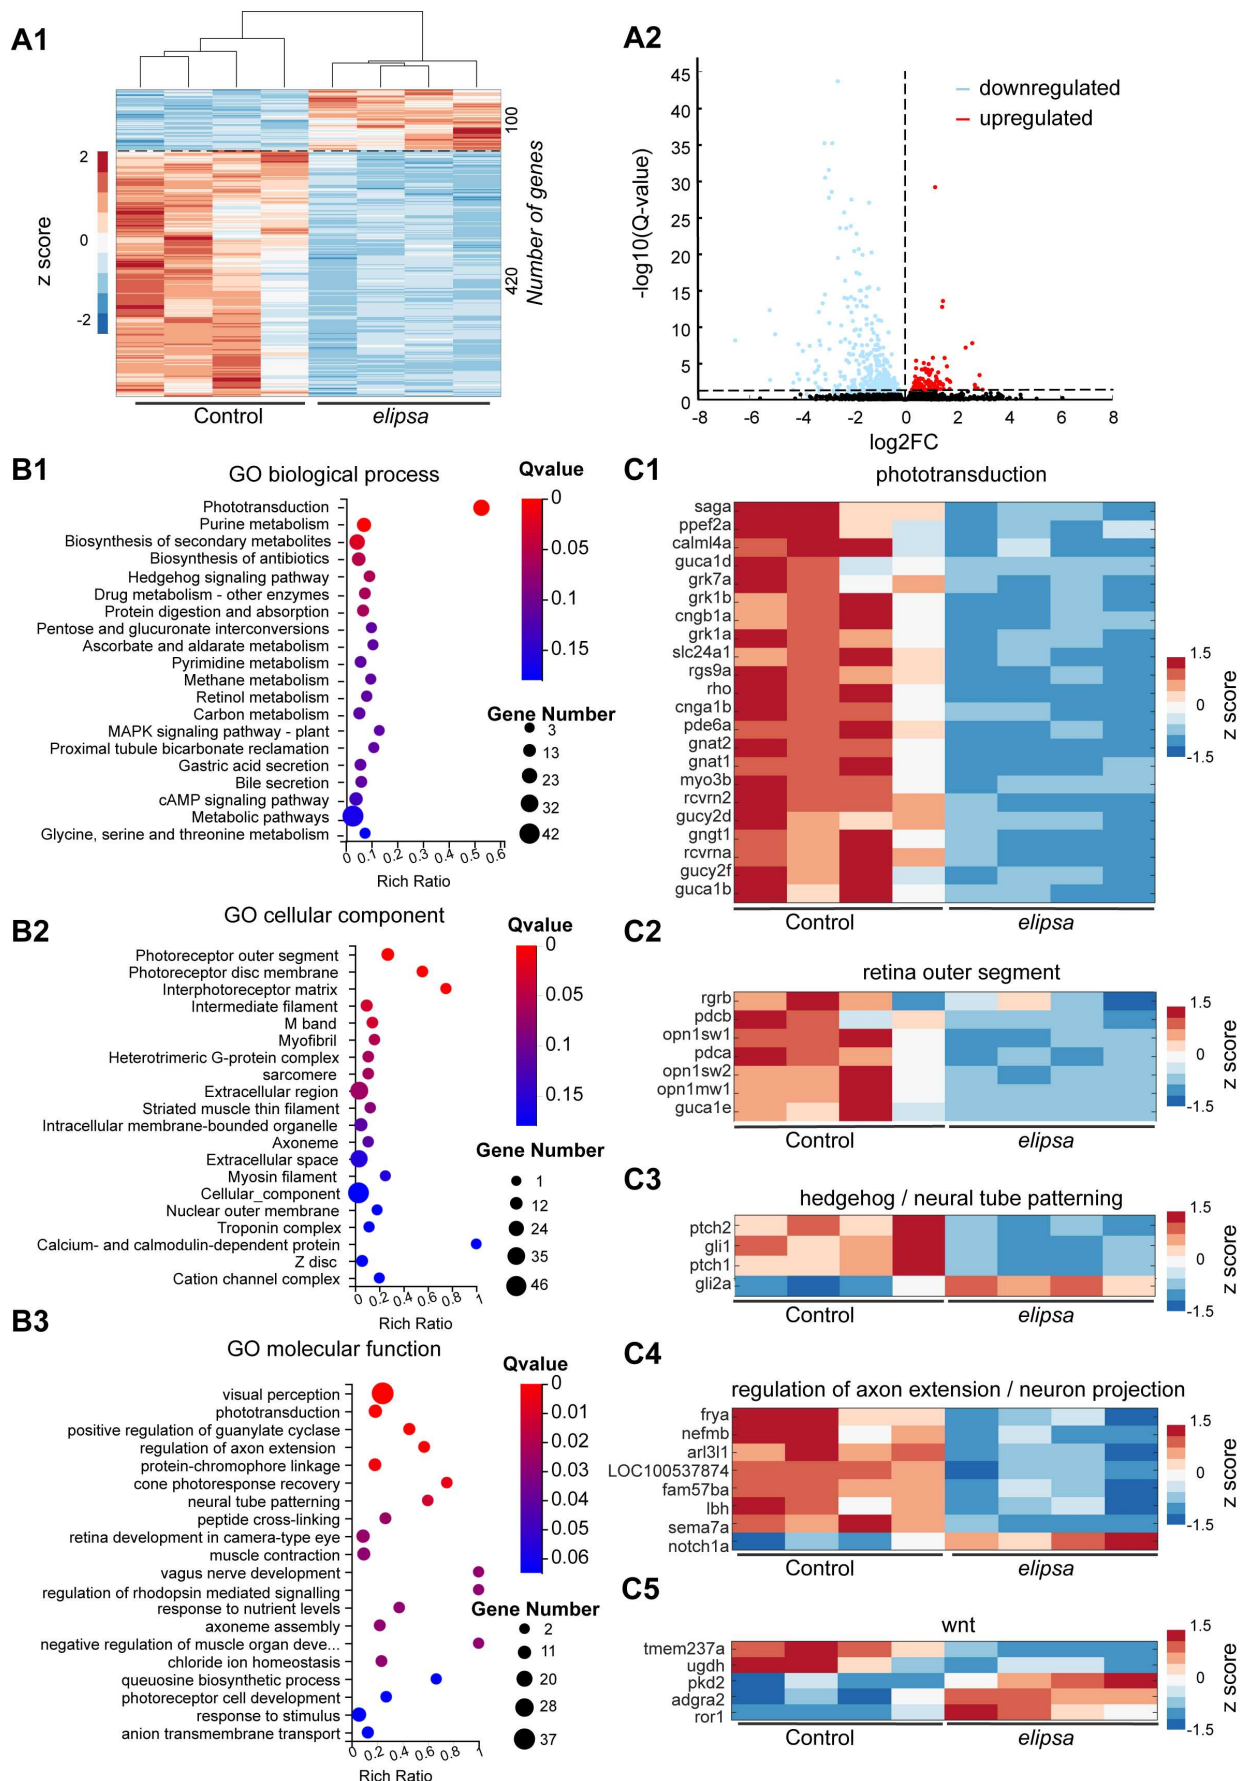 A1
100
Number of genes
420
2
0
-2
z score
Control
elipsa
A2
45
40
35
30
25
20
15
10
5
0
-log10(Q-value)
downregulated
upregulated
-8
-6
-4
-2
0
2
4
6
8
log2FC
B1
GO biological process
Qvalue
Phototransduction
Purine metabolism
Biosynthesis of secondary metabolites
Biosynthesis of antibiotics
Hedgehog signaling pathway
Drug metabolism - other enzymes
Protein digestion and absorption
Pentose and glucuronate interconversions
Ascorbate and aldarate metabolism
Pyrimidine metabolism
Methane metabolism
Retinol metabolism
Carbon metabolism
MAPK signaling pathway - plant
Proximal tubule bicarbonate reclamation
Gastric acid secretion
Bile secretion
cAMP signaling pathway
Metabolic pathways
Glycine, serine and threonine metabolism
0 0.1 0.2 0.3 0.4 0.5 0.6
Rich Ratio
0
0.05
0.1
0.15
Gene Number
3
13
23
32
42
B2
GO cellular component
Qvalue
Photoreceptor outer segment
Photoreceptor disc membrane
Interphotoreceptor matrix
Intermediate filament
M band
Myofibril
Heterotrimeric G-protein complex
sarcomere
Extracellular region
Striated muscle thin filament
Intracellular membrane-bounded organelle
Axoneme
Extracellular space
Myosin filament
Cellular_component
Nuclear outer membrane
Troponin complex
Calcium- and calmodulin-dependent protein
Z disc
Cation channel complex
0 0.2 0.4 0.6 0.8 1
Rich Ratio
0
0.05
0.1
0.15
Gene Number
1
12
24
35
46
B3
GO molecular function
Qvalue
visual perception
phototransduction
positive regulation of guanylate cyclase
regulation of axon extension
protein-chromophore linkage
cone photoresponse recovery
neural tube patterning
peptide cross-linking
retina development in camera-type eye
muscle contraction
vagus nerve development
regulation of rhodopsin mediated signalling
response to nutrient levels
axoneme assembly
negative regulation of muscle organ deve...
chloride ion homeostasis
queuosine biosynthetic process
photoreceptor cell development
response to stimulus
anion transmembrane transport
0 0.2 0.4 0.6 0.8 1
Rich Ratio
0
0.01
0.02
0.03
0.04
0.05
0.06
Gene Number
2
11
20
28
37
C1
phototransduction
saga
ppef2a
calml4a
guca1d
grk7a
grk1b
cngb1a
grk1a
slc24a1
rgs9a
rho
cnga1b
pde6a
gnat2
gnat1
myo3b
rcvrn2
gucy2d
gngt1
rcvrna
gucy2f
guca1b
Control
elipsa
1.5
0
-1.5
z score
C2
retina outer segment
rgrb
pdcb
opn1sw1
pdca
opn1sw2
opn1mw1
guca1e
Control
elipsa
1.5
0
-1.5
z score
C3
hedgehog / neural tube patterning
ptch2
gli1
ptch1
gli2a
Control
elipsa
1.5
0
-1.5
z score
C4
regulation of axon extension / neuron projection
frya
nefmb
arl3l1
LOC100537874
fam57ba
lbh
sema7a
notch1a
Control
elipsa
1.5
0
-1.5
z score
C5
wnt
tmem237a
ugdh
pkd2
adgra2
ror1
Control
elipsa
1.5
0
-1.5
z score